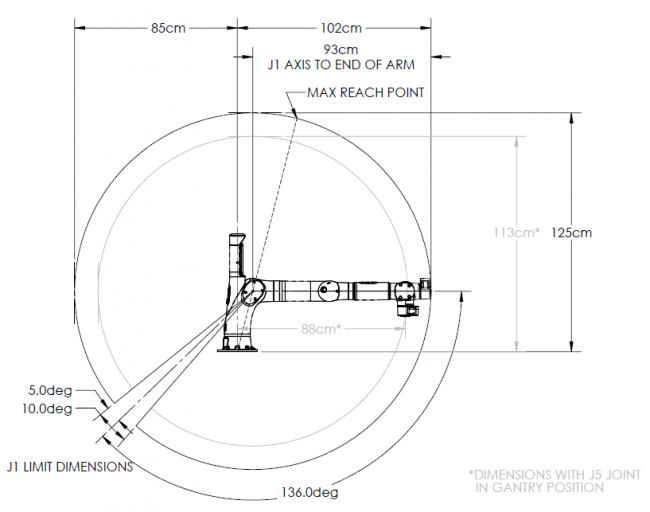 85cm
102cm
93cm
J1 AXIS TO END OF ARM
MAX REACH POINT
113cm*
125cm
88cm*
5.0deg
10.0deg
J1 LIMIT DIMENSIONS
136.0deg
*DIMENSIONS WITH J5 JOINT
IN GANTRY POSITION